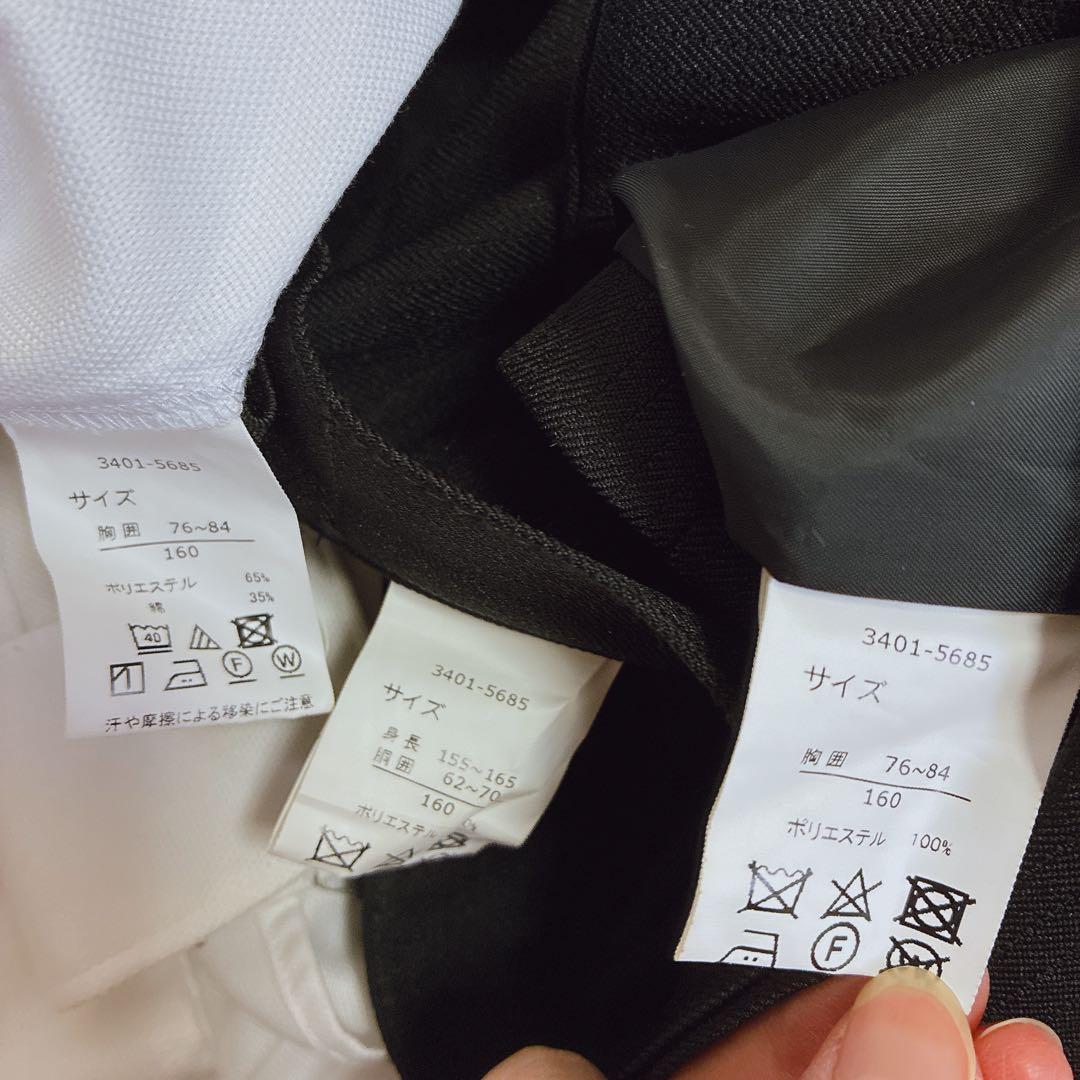 3401-5685
サイズ
胸囲 76~84
160
ポリエステル 65%
綿 35%
40
F W
汗や摩擦による移染にご注意
3401-5685
サイズ
身長 155~165
胴囲 62~70
160
ポリエステル
3401-5685
サイズ
胸囲 76~84
160
ポリエステル 100%
F